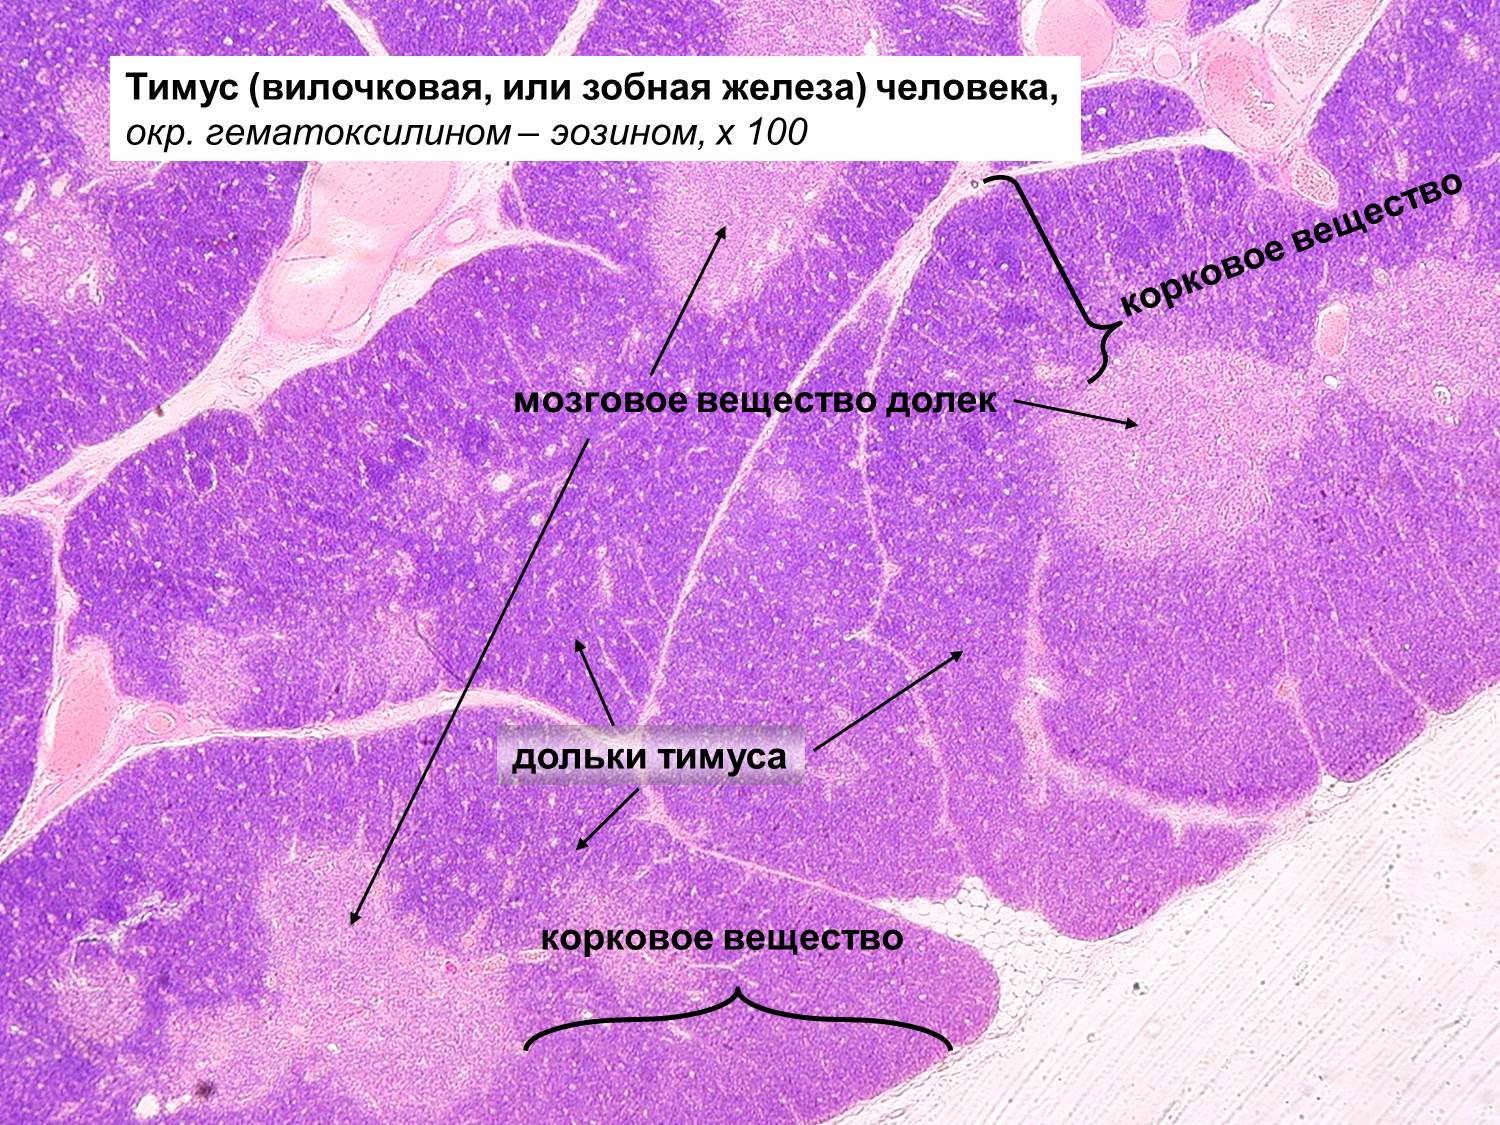 Тимус (вилочковая, или зобная железа) человека,
окр. гематоксилином – эозином, х 100
корковое вещество
мозговое вещество долек
дольки тимуса
корковое вещество